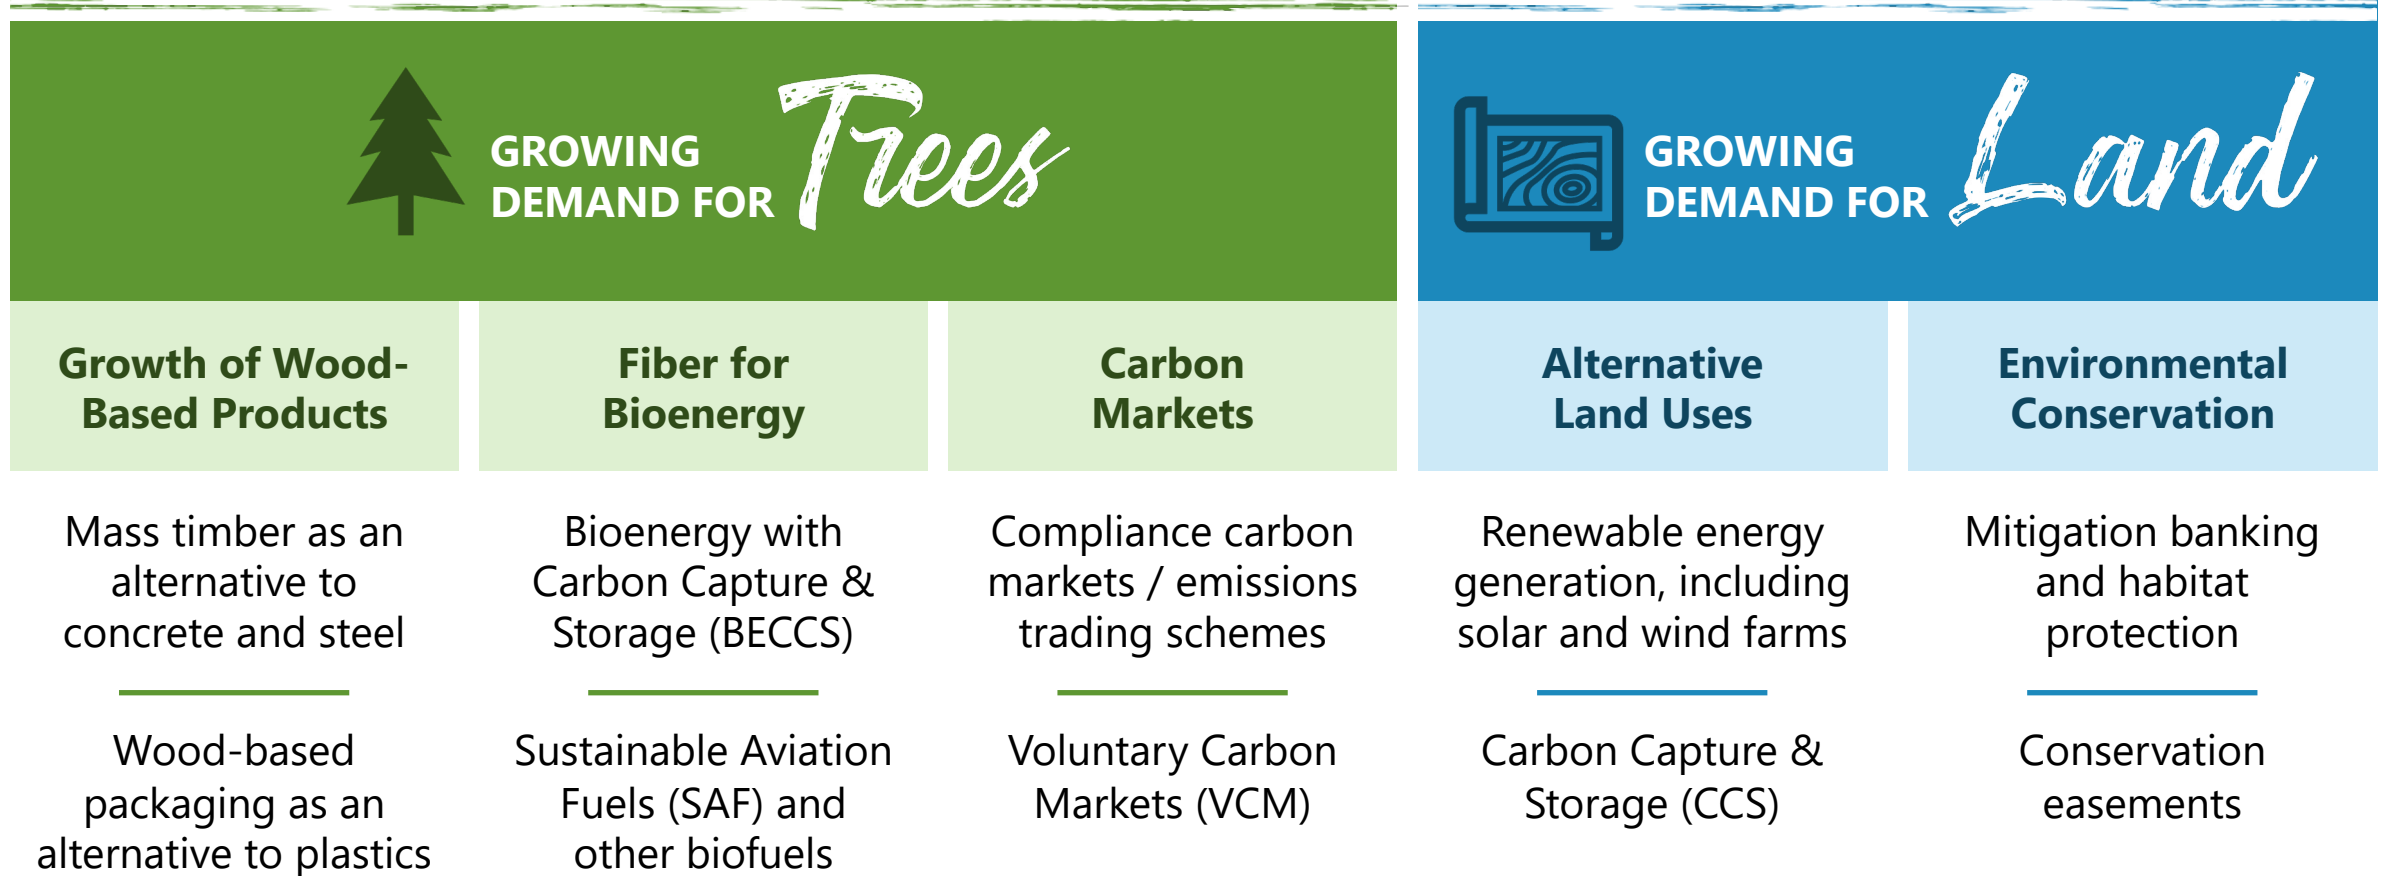 GROWING
DEMAND FOR Trees
GROWING
DEMAND FOR Land
Growth of Wood-
Based Products
Mass timber as an
alternative to
concrete and steel
Wood-based
packaging as an
alternative to plastics
Fiber for
Bioenergy
Bioenergy with
Carbon Capture &
Storage (BECCS)
Sustainable Aviation
Fuels (SAF) and
other biofuels
Carbon
Markets
Compliance carbon
markets / emissions
trading schemes
Voluntary Carbon
Markets (VCM)
Alternative
Land Uses
Renewable energy
generation, including
solar and wind farms
Carbon Capture &
Storage (CCS)
Environmental
Conservation
Mitigation banking
and habitat
protection
Conservation
easements